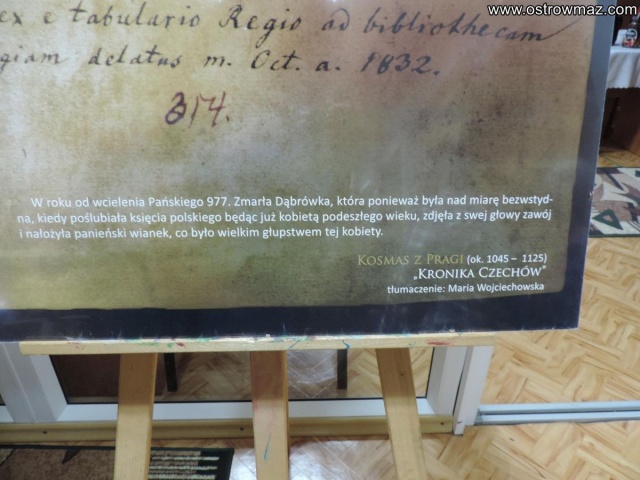 www.ostrowmaz.com
ex e tabulario Regio ad bibliothecam
giam delatus m. Oct. a. 1832.
314.
W roku od wcielenia Pańskiego 977. Zmarła Dąbrówka, która ponieważ była nad miarę bezwstyd-
na, kiedy poślubiała księcia polskiego będąc już kobietą podeszłego wieku, zdjęła z swej głowy zawój
i nałożyła panieński wianek, co było wielkim głupstwem tej kobiety.
Kosmas z Pragi (ok. 1045 – 1125)
„Kronika Czechów”
tłumaczenie: Maria Wojciechowska